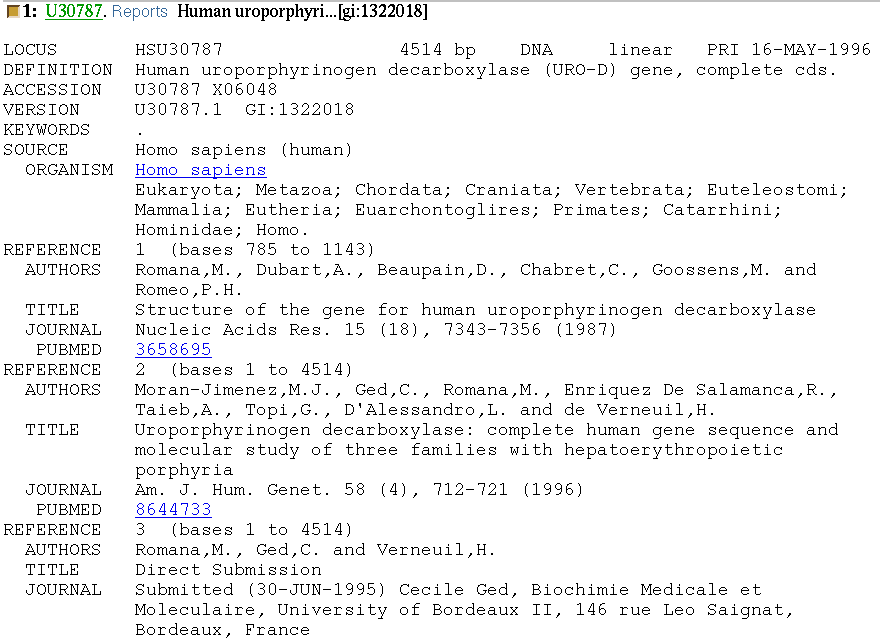 1: U30787. Reports Human uroporphyri...[gi:1322018]
LOCUS HSU30787 4514 bp DNA linear PRI 16-MAY-1996
DEFINITION Human uroporphyrinogen decarboxylase (URO-D) gene, complete cds.
ACCESSION U30787 X06048
VERSION U30787.1 GI:1322018
KEYWORDS .
SOURCE Homo sapiens (human)
ORGANISM Homo sapiens
Eukaryota; Metazoa; Chordata; Craniata; Vertebrata; Euteleostomi;
Mammalia; Eutheria; Euarchontoglires; Primates; Catarrhini;
Hominidae; Homo.
REFERENCE 1 (bases 785 to 1143)
AUTHORS Romana,M., Dubart,A., Beaupain,D., Chabret,C., Goossens,M. and
Romeo,P.H.
TITLE Structure of the gene for human uroporphyrinogen decarboxylase
JOURNAL Nucleic Acids Res. 15 (18), 7343-7356 (1987)
PUBMED 3658695
REFERENCE 2 (bases 1 to 4514)
AUTHORS Moran-Jimenez,M.J., Ged,C., Romana,M., Enriquez De Salamanca,R.,
Taieb,A., Topi,G., D'Alessandro,L. and de Verneuil,H.
TITLE Uroporphyrinogen decarboxylase: complete human gene sequence and
molecular study of three families with hepatoerythropoietic
porphyria
JOURNAL Am. J. Hum. Genet. 58 (4), 712-721 (1996)
PUBMED 8644733
REFERENCE 3 (bases 1 to 4514)
AUTHORS Romana,M., Ged,C. and Verneuil,H.
TITLE Direct Submission
JOURNAL Submitted (30-JUN-1995) Cecile Ged, Biochimie Medicale et
Moleculaire, University of Bordeaux II, 146 rue Leo Saignat,
Bordeaux, France